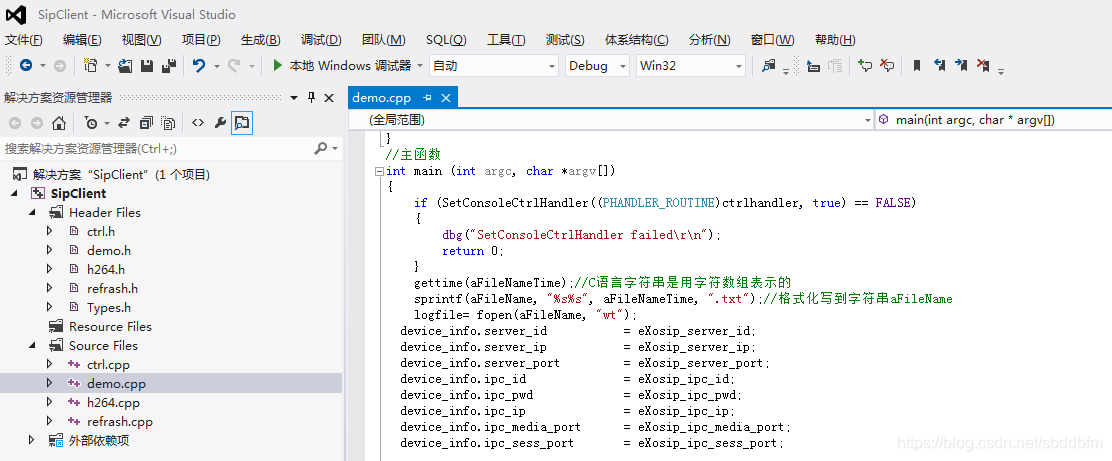 SipClient - Microsoft Visual Studio
文件(F) 编辑(E) 视图(V) 项目(P) 生成(B) 调试(D) 团队(M) SQL(Q) 工具(T) 测试(S) 体系结构(C) 分析(N) 窗口(W) 帮助(H)
本地 Windows 调试器 自动 Debug Win32
解决方案资源管理器
搜索解决方案资源管理器(Ctrl+;)
解决方案“SipClient”(1 个项目)
SipClient
Header Files
ctrl.h
demo.h
h264.h
refrash.h
Types.h
Resource Files
Source Files
ctrl.cpp
demo.cpp
h264.cpp
refrash.cpp
外部依赖项
demo.cpp
(全局范围) main(int argc, char * argv[])
}
//主函数
int main (int argc, char *argv[])
{
if (SetConsoleCtrlHandler((PHANDLER_ROUTINE)ctrlhandler, true) == FALSE)
{
dbg("SetConsoleCtrlHandler failed\r\n");
return 0;
}
gettime(aFileNameTime);//C语言字符串是用字符数组表示的
sprintf(aFileName, "%s%s", aFileNameTime, ".txt");//格式化写到字符串aFileName
logfile= fopen(aFileName, "wt");
device_info.server_id = eXosip_server_id;
device_info.server_ip = eXosip_server_ip;
device_info.server_port = eXosip_server_port;
device_info.ipc_id = eXosip_ipc_id;
device_info.ipc_pwd = eXosip_ipc_pwd;
device_info.ipc_ip = eXosip_ipc_ip;
device_info.ipc_media_port = eXosip_ipc_media_port;
device_info.ipc_sess_port = eXosip_ipc_sess_port;
https://blog.csdn.net/sbddbfm